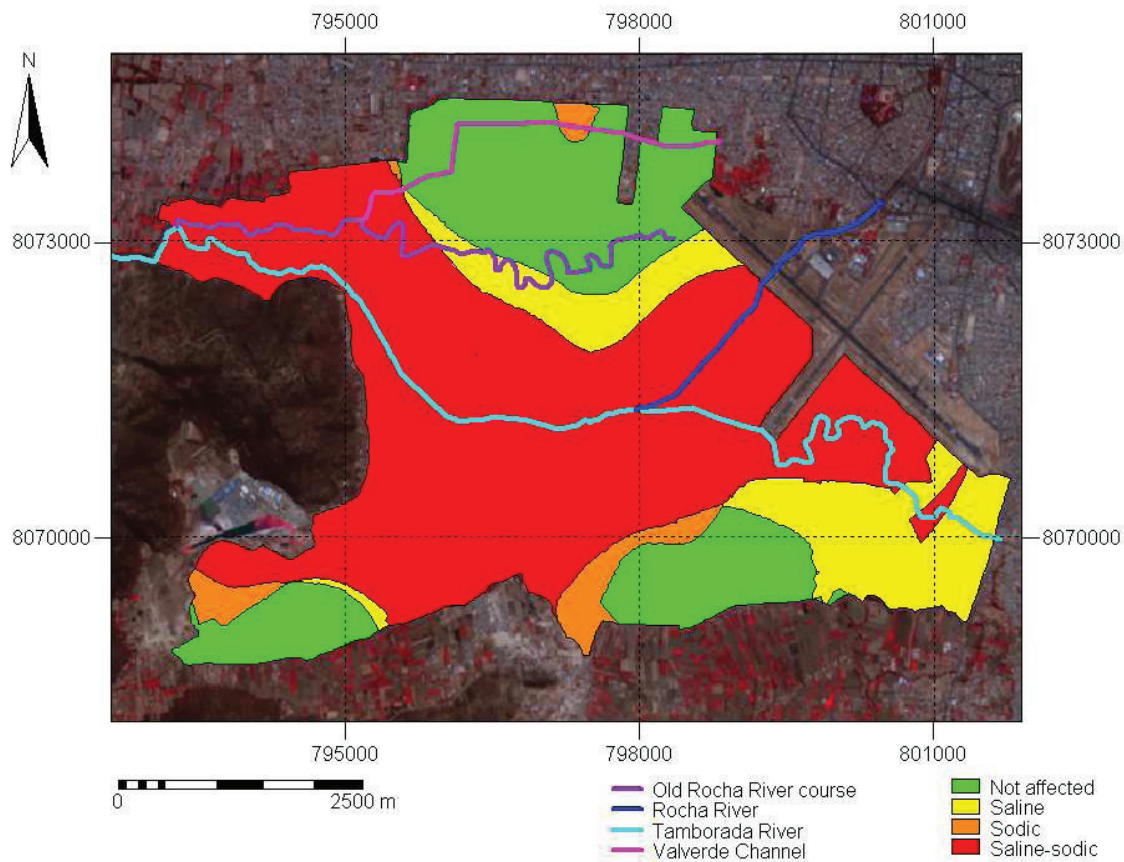 795000 798000 801000
N
8073000 8073000
8070000 8070000
795000 798000 801000
0 2500 m
Old Rocha River course
Rocha River
Tamborada River
Valverde Channel
Not affected
Saline
Sodic
Saline-sodic